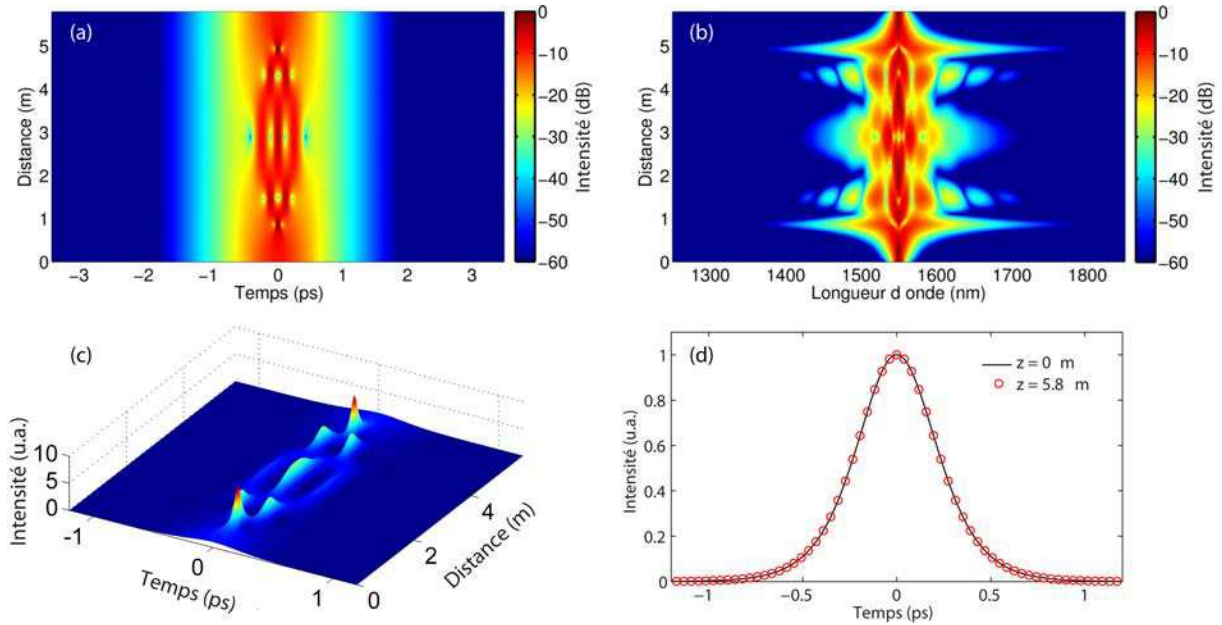 (a)
Distance (m)
5
4
3
2
1
0
−3 −2 −1 0 1 2 3
Temps (ps)
0
−10
−20
−30
−40
−50
−60
Intensité (dB)
(b)
Distance (m)
5
4
3
2
1
0
1300 1400 1500 1600 1700 1800
Longueur d onde (nm)
0
−10
−20
−30
−40
−50
−60
Intensité (dB)
(c)
Intensité (u.a.)
10
5
0
-1 0 1
Temps (ps)
0 2 4
Distance (m)
(d)
z = 0 m
z = 5.8 m
Intensité (u.a.)
1
0.8
0.6
0.4
0.2
0
−1 −0.5 0 0.5 1
Temps (ps)